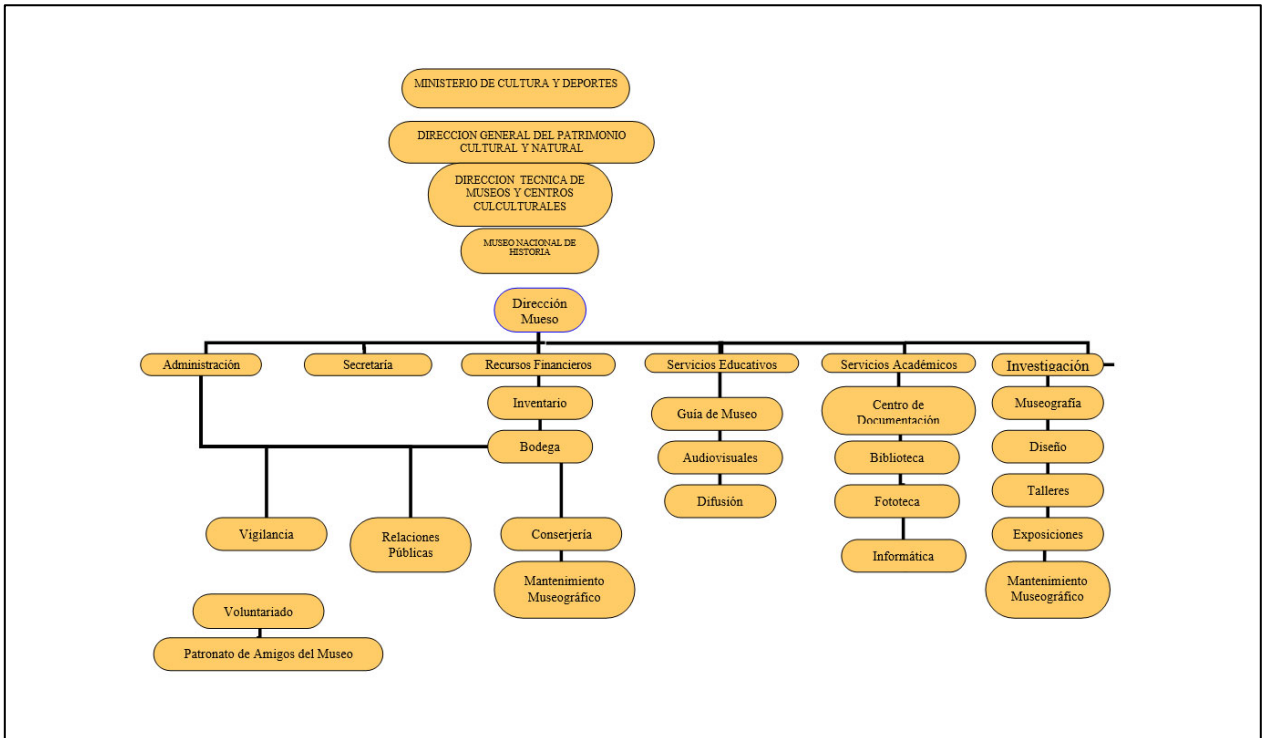 MINISTERIO DE CULTURA Y DEPORTES
DIRECCION GENERAL DEL PATRIMONIO
CULTURAL Y NATURAL
DIRECCION TECNICA DE
MUSEOS Y CENTROS
CULCULTURALES
MUSEO NACIONAL DE
HISTORIA
Dirección
Mueso
Administración
Secretaría
Recursos Financieros
Servicios Educativos
Servicios Académicos
Investigación
Inventario
Guía de Museo
Centro de
Documentación
Museografía
Bodega
Audiovisuales
Biblioteca
Diseño
Difusión
Fototeca
Talleres
Vigilancia
Relaciones
Públicas
Conserjería
Informática
Exposiciones
Mantenimiento
Museográfico
Mantenimiento
Museográfico
Voluntariado
Patronato de Amigos del Museo